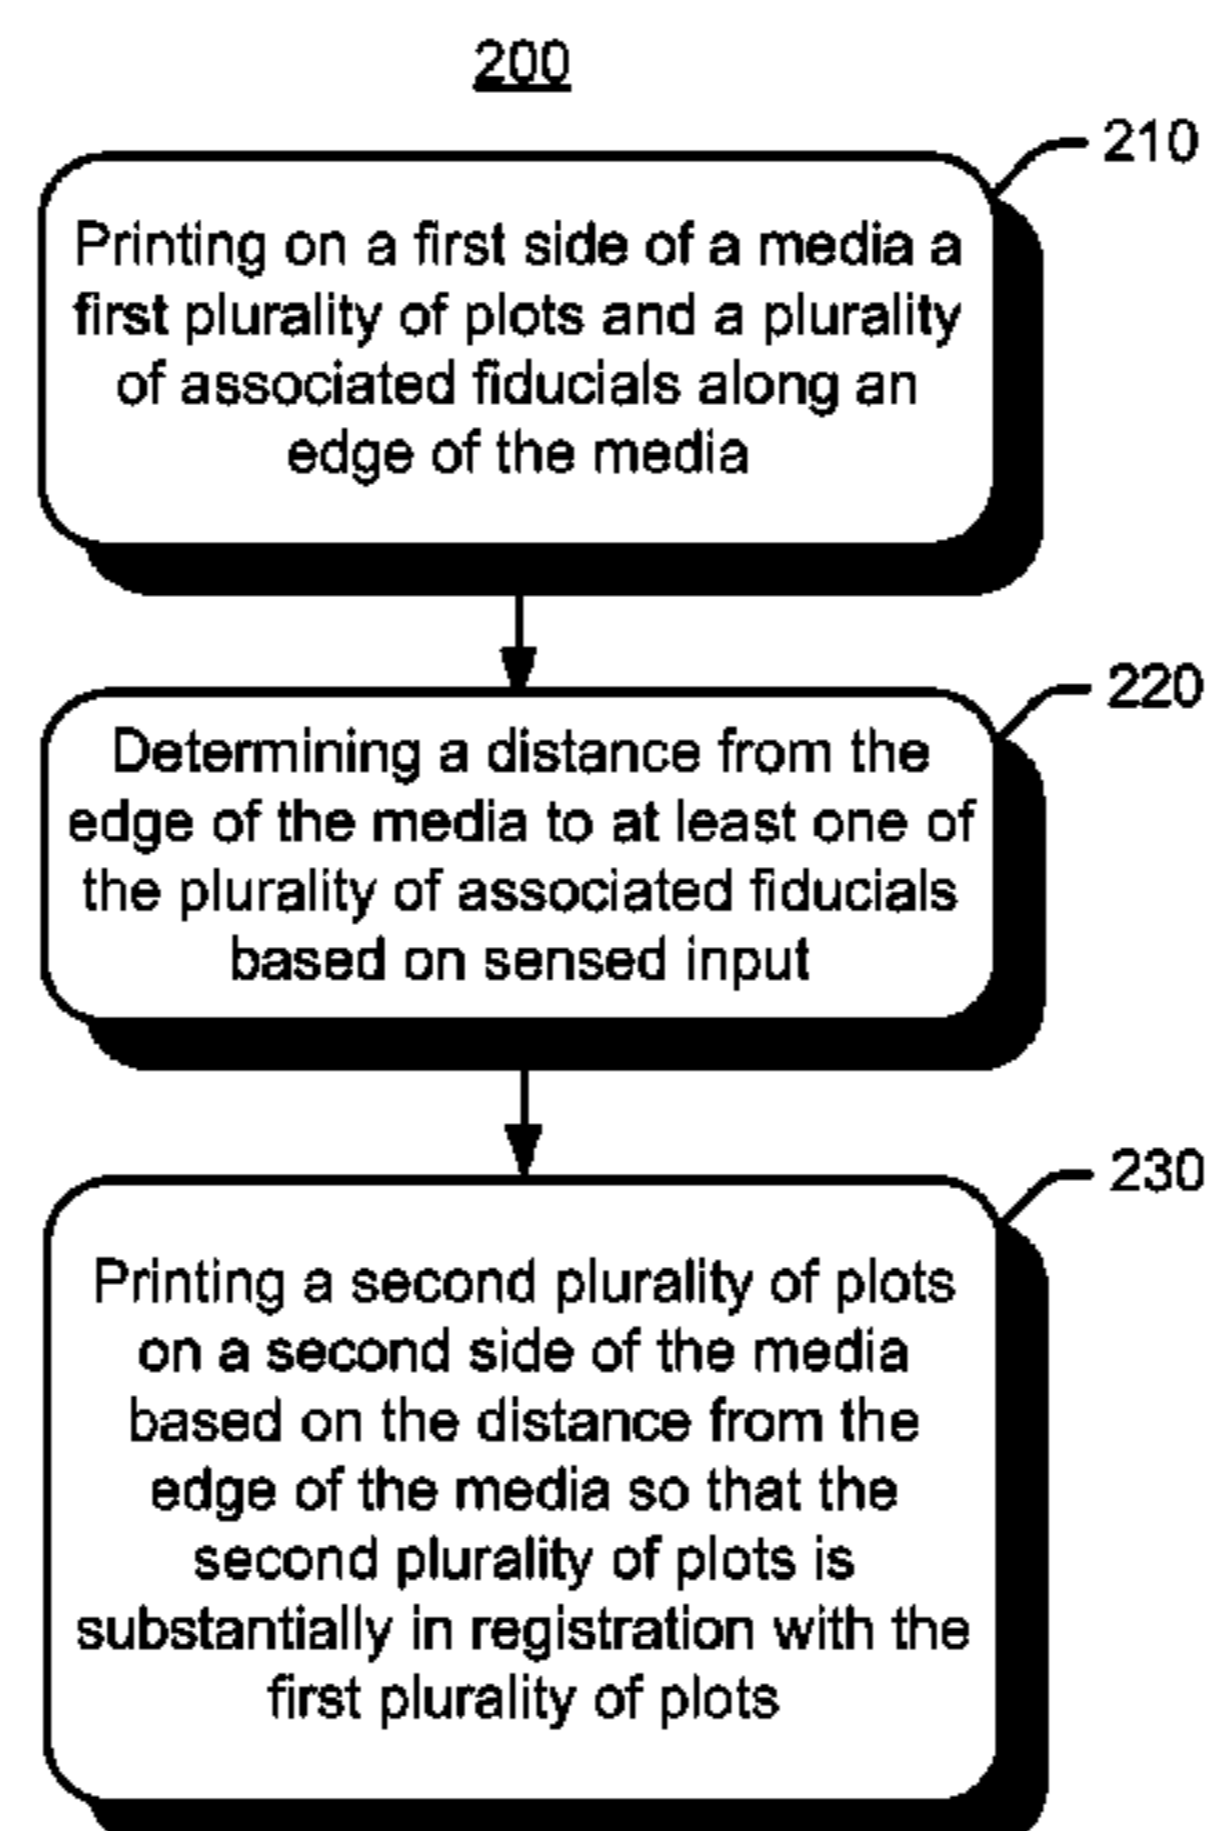 200
210
Printing on a first side of a media a
first plurality of plots and a plurality
of associated fiducials along an
edge of the media
220
Determining a distance from the
edge of the media to at least one of
the plurality of associated fiducials
based on sensed input
230
Printing a second plurality of plots
on a second side of the media
based on the distance from the
edge of the media so that the
second plurality of plots is
substantially in registration with the
first plurality of plots